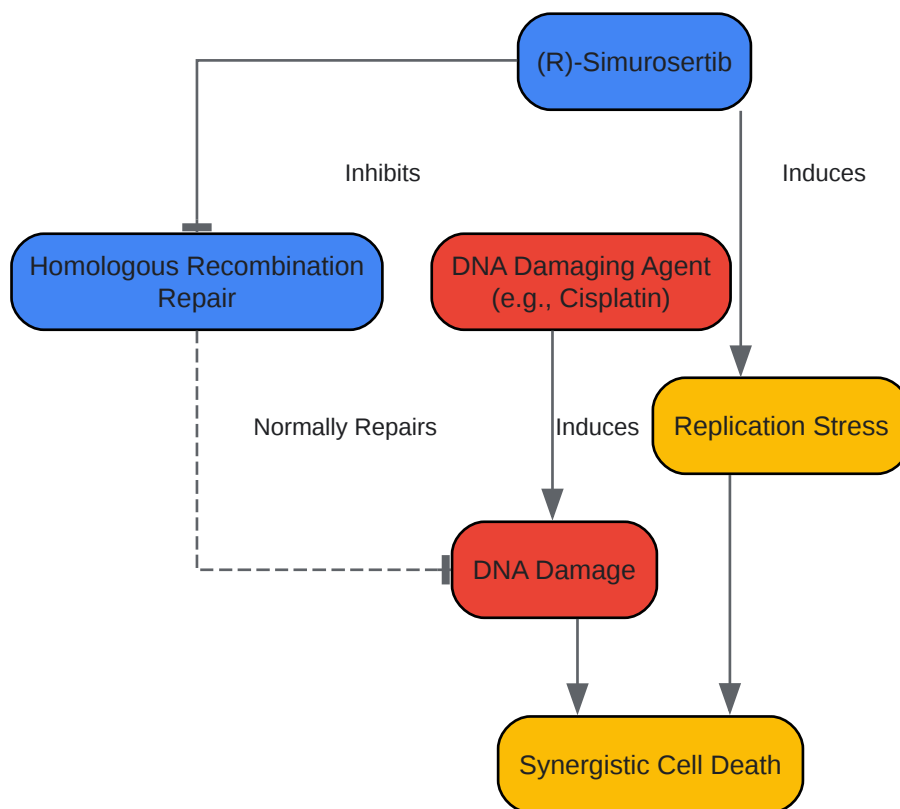 (R)-Simurosertib
Inhibits
Induces
Homologous Recombination
Repair
DNA Damaging Agent
(e.g., Cisplatin)
Normally Repairs
Induces
Replication Stress
DNA Damage
Synergistic Cell Death